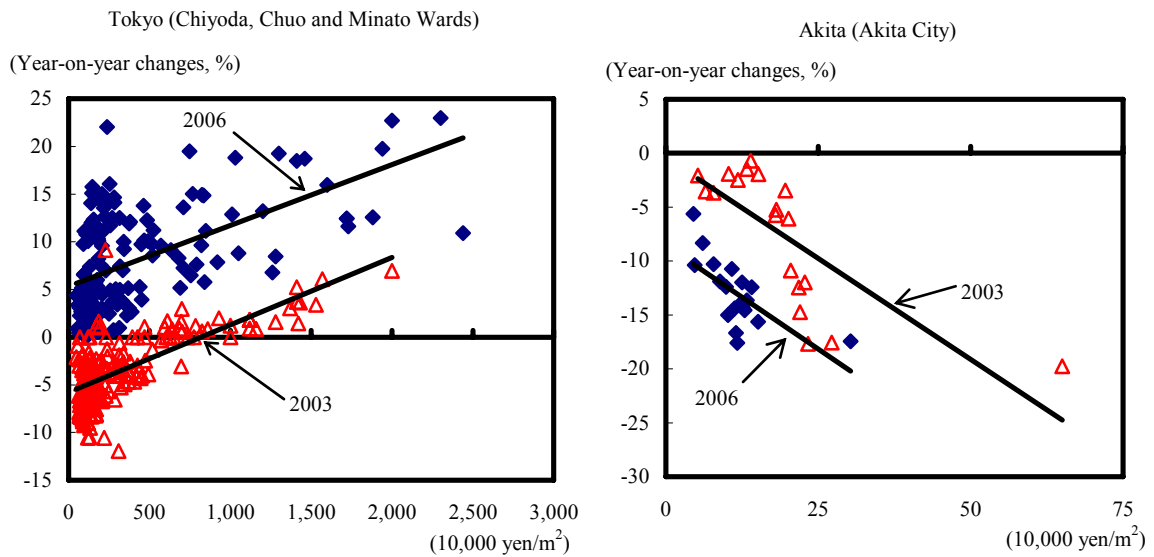 Tokyo (Chiyoda, Chuo and Minato Wards)
(Year-on-year changes, %)
25
20
15
10
5
0
-5
-10
-15
2006
2003
0 500 1,000 1,500 2,000 2,500 3,000
(10,000 yen/m²)
Akita (Akita City)
(Year-on-year changes, %)
5
0
-5
-10
-15
-20
-25
-30
2003
2006
0 25 50 75
(10,000 yen/m²)